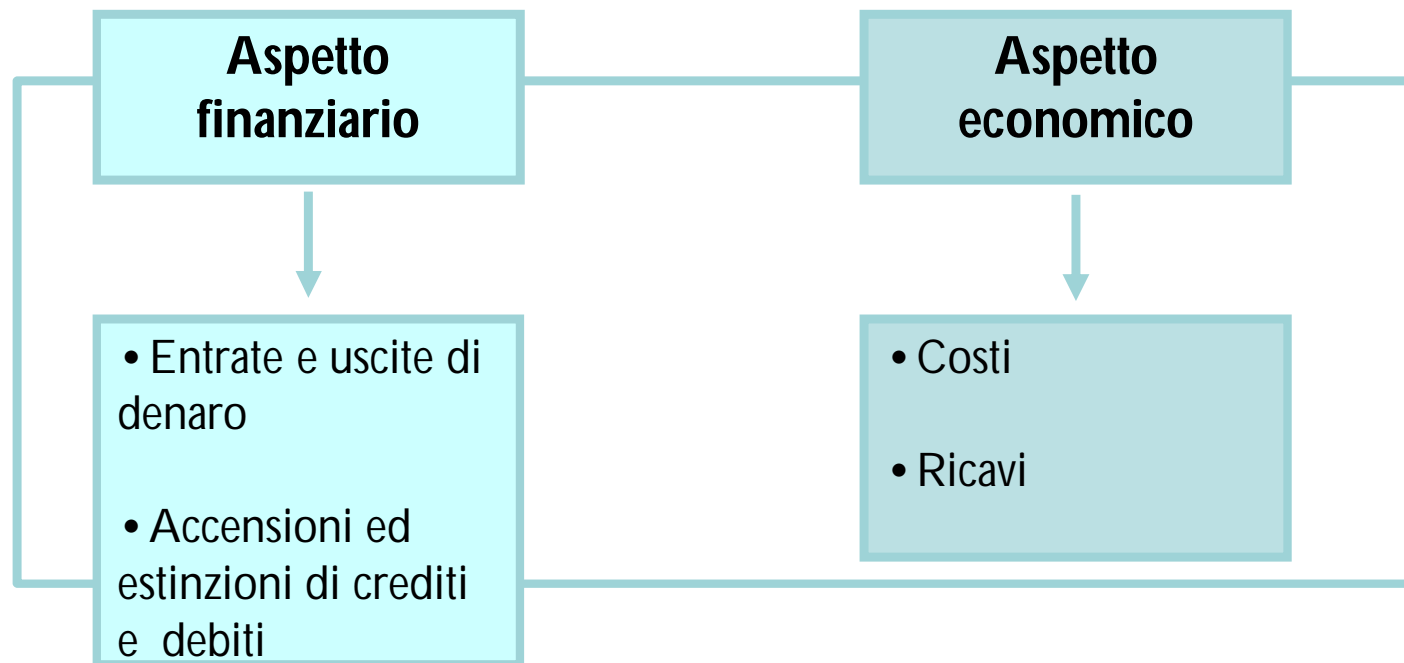 Aspetto
finanziario
• Entrate e uscite di
denaro
• Accensioni ed
estinzioni di crediti
e debiti
Aspetto
economico
• Costi
• Ricavi